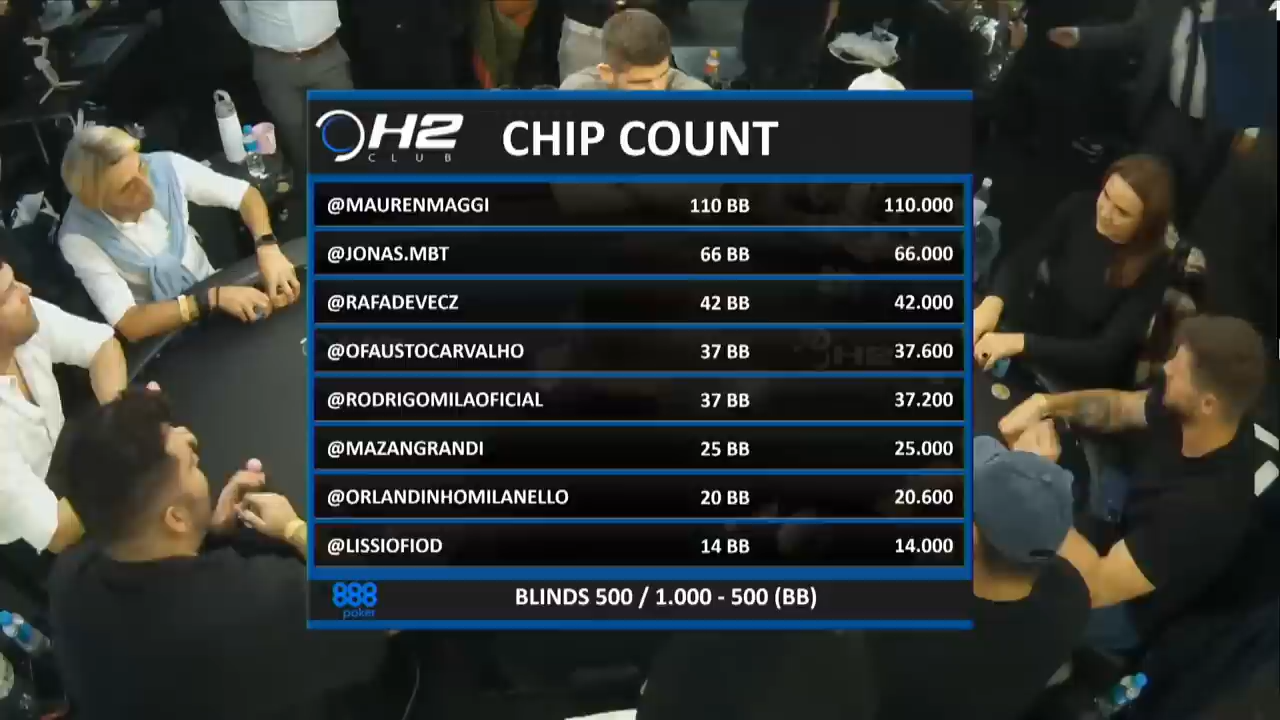 H2
CLUB
CHIP COUNT
@MAURENMAGGI 110 BB 110.000
@JONAS.MBT 66 BB 66.000
@RAFADEVECZ 42 BB 42.000
@OFAUSTOCARVALHO 37 BB 37.600
@RODRIGOMILAOFICIAL 37 BB 37.200
@MAZANGRANDI 25 BB 25.000
@ORLANDINHOMILANELLO 20 BB 20.600
@LISSIOFIOD 14 BB 14.000
888
poker
BLINDS 500 / 1.000 - 500 (BB)